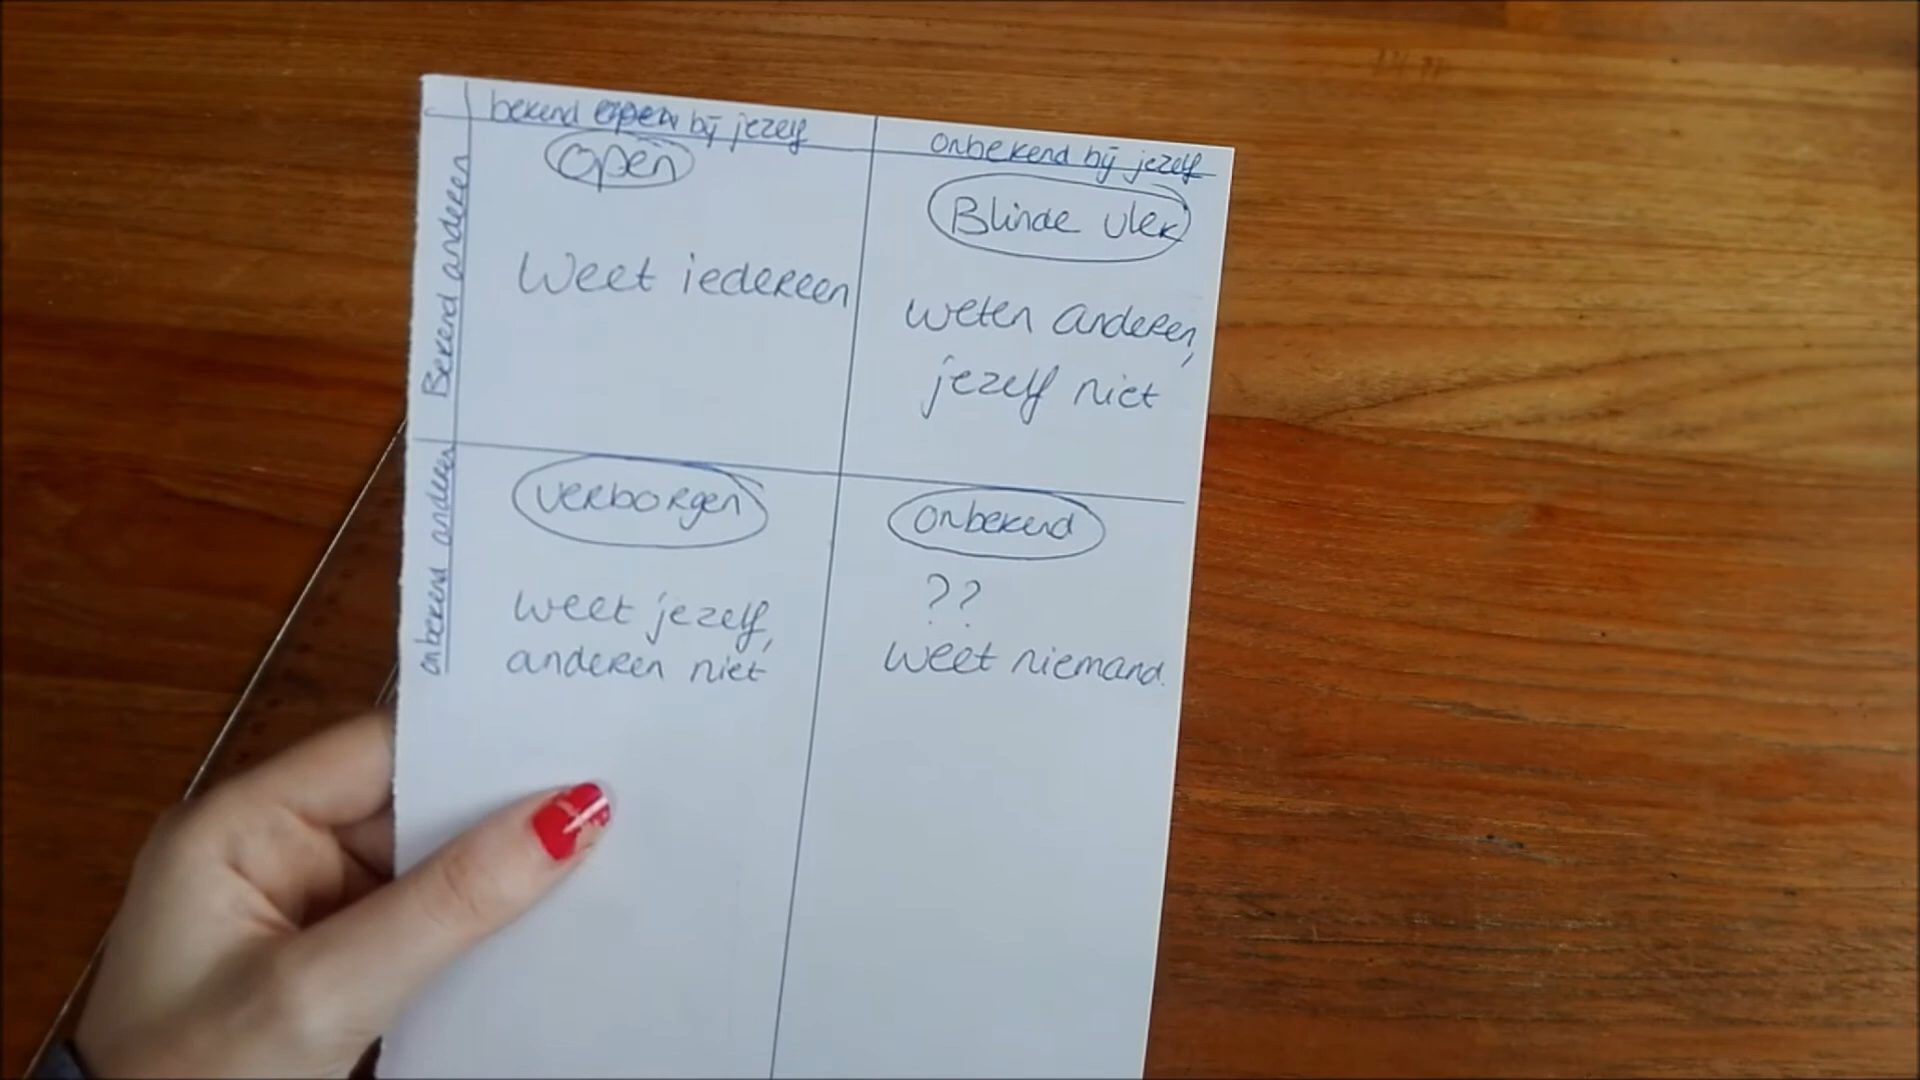 bekend open bij jezelf
onbekend bij jezelf
Bekend anderen
open
Weet iedereen
Blinde vlek
weten anderen,
jezelf niet
onbekend anderen
verborgen
weet jezelf,
anderen niet
onbekend
??
weet niemand.